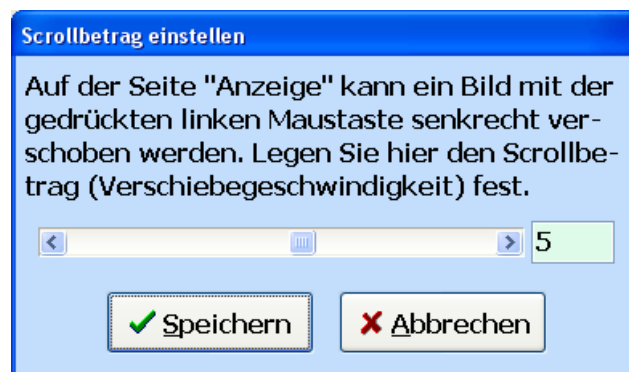 Scrollbetrag einstellen
Auf der Seite "Anzeige" kann ein Bild mit der
gedrückten linken Maustaste senkrecht ver-
schoben werden. Legen Sie hier den Scrollbe-
trag (Verschiebegeschwindigkeit) fest.
5
Speichern Abbrechen